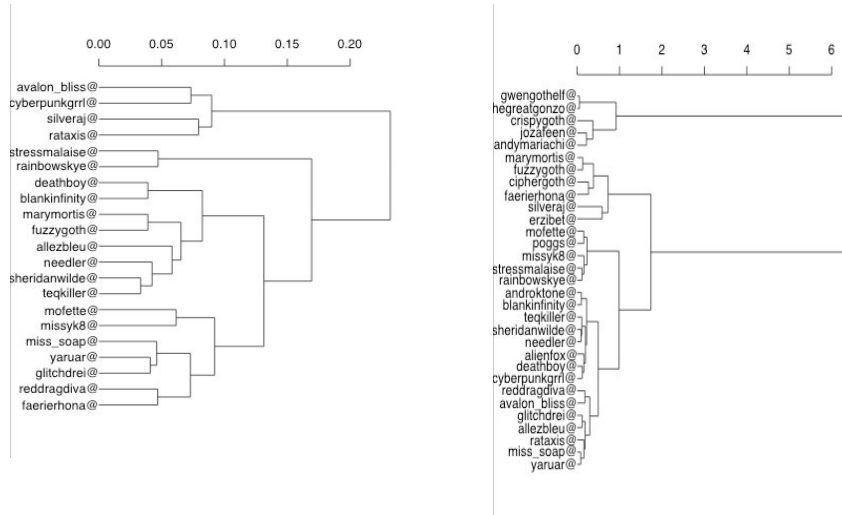 0.00 0.05 0.10 0.15 0.20
avalon_bliss@
cyberpunkgrrl@
silveraj@
rataxis@
stressmalaise@
rainbowskye@
deathboy@
blankinfinity@
marymortis@
fuzzygoth@
allezbleu@
needler@
sheridanwilde@
teqkiller@
mofette@
missyk8@
miss_soap@
yaruar@
glitchdrei@
reddragdiva@
faerierhona@
0 1 2 3 4 5 6
gwengothelf@
hegreatgonzo@
crispygoth@
jozafeen@
andymariachi@
marymortis@
fuzzygoth@
ciphergoth@
faerierhona@
silveraj@
erzibet@
mofette@
poggs@
missyk8@
stressmalaise@
rainbowskye@
androktone@
blankinfinity@
teqkiller@
sheridanwilde@
needler@
alienfox@
deathboy@
cyberpunkgrrl@
reddragdiva@
avalon_bliss@
glitchdrei@
allezbleu@
rataxis@
miss_soap@
yaruar@